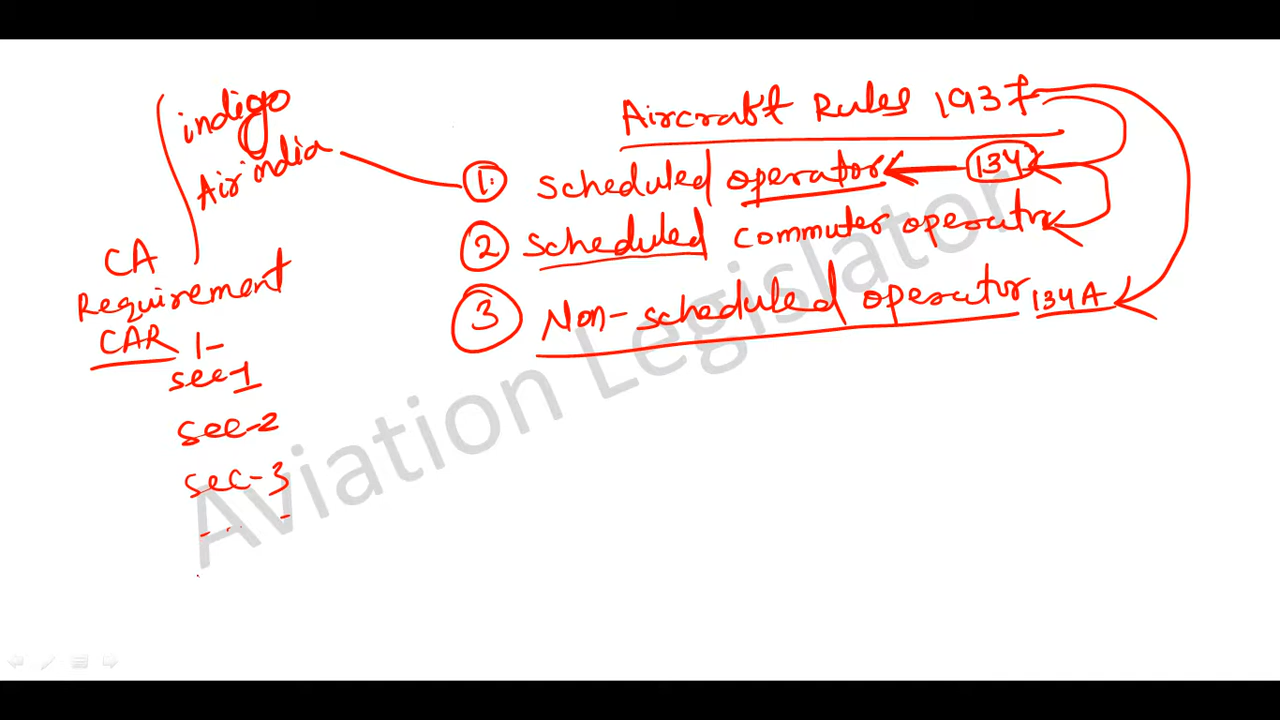 indigo
Air india
CA
Requirement
CAR 1-
sec-1
sec-2
sec-3
Aircraft Rules 1937
1. scheduled operator 134
2 scheduled commuter operator
3 Non-scheduled operator 134A
Aviation Legislator